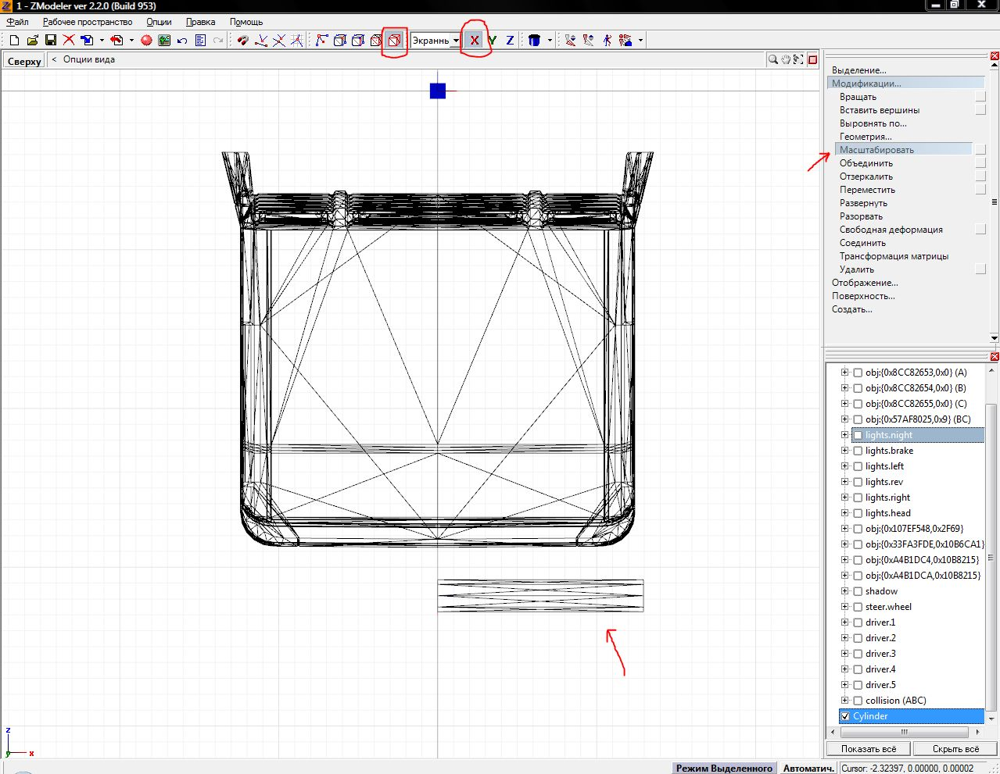 1 - ZModeler ver 2.2.0 (Build 953)
Файл Рабочее пространство Опции Правка Помощь
Экраннь X Y Z
Сверху < Опции вида
Выделение...
Модификации...
Вращать
Вставить вершины
Выровнять по...
Геометрия...
Масштабировать
Объединить
Отзеркалить
Переместить
Развернуть
Разорвать
Свободная деформация
Соединить
Трансформация матрицы
Удалить
Отображение...
Поверхность...
Создать...
obj:{0x8CC82653,0x0} (A)
obj:{0x8CC82654,0x0} (B)
obj:{0x8CC82655,0x0} (C)
obj:{0x57AF8025,0x9} (BC)
lights.night
lights.brake
lights.left
lights.rev
lights.right
lights.head
obj:{0x107EF548,0x2F69}
obj:{0x33FA3FDE,0x10B6CA1}
obj:{0xA4B1DC4,0x10B8215}
obj:{0xA4B1DCA,0x10B8215}
shadow
steer.wheel
driver.1
driver.2
driver.3
driver.4
driver.5
collision (ABC)
Cylinder
Показать всё Скрыть всё
z
y x
Режим Выделенного Автоматич. Cursor: -2.32397, 0.00000, 0.00002